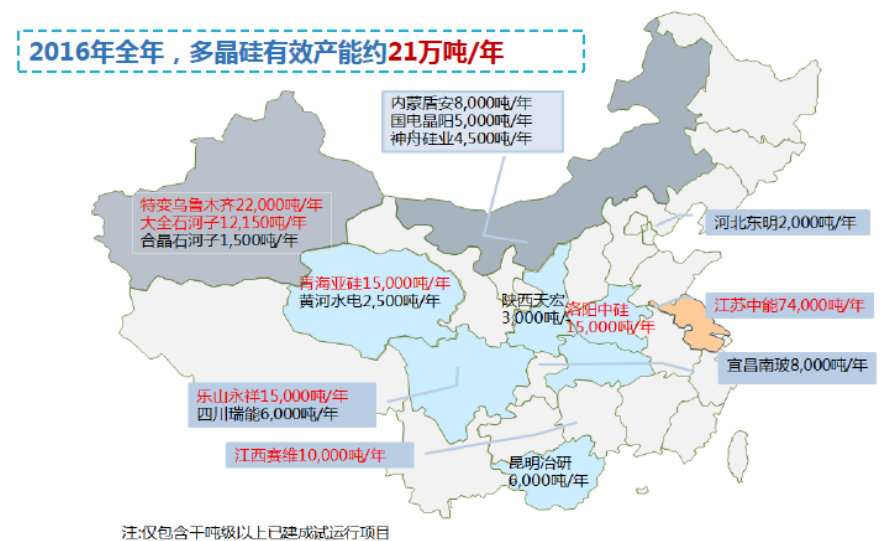 2016年全年，多晶硅有效产能约21万吨/年
内蒙盾安8,000吨/年
国电晶阳5,000吨/年
神舟硅业4,500吨/年
特变乌鲁木齐22,000吨/年
大全石河子12,150吨/年
合晶石河子1,500吨/年
河北东明2,000吨/年
青海亚硅15,000吨/年
黄河水电2,500吨/年
陕西天宏
3,000吨/
洛阳中硅
15,000吨/年
江苏中能74,000吨/年
宜昌南玻8,000吨/年
乐山永祥15,000吨/年
四川瑞能6,000吨/年
江西赛维10,000吨/年
昆明冶研
6,000吨/年
注:仅包含千吨级以上已建成试运行项目